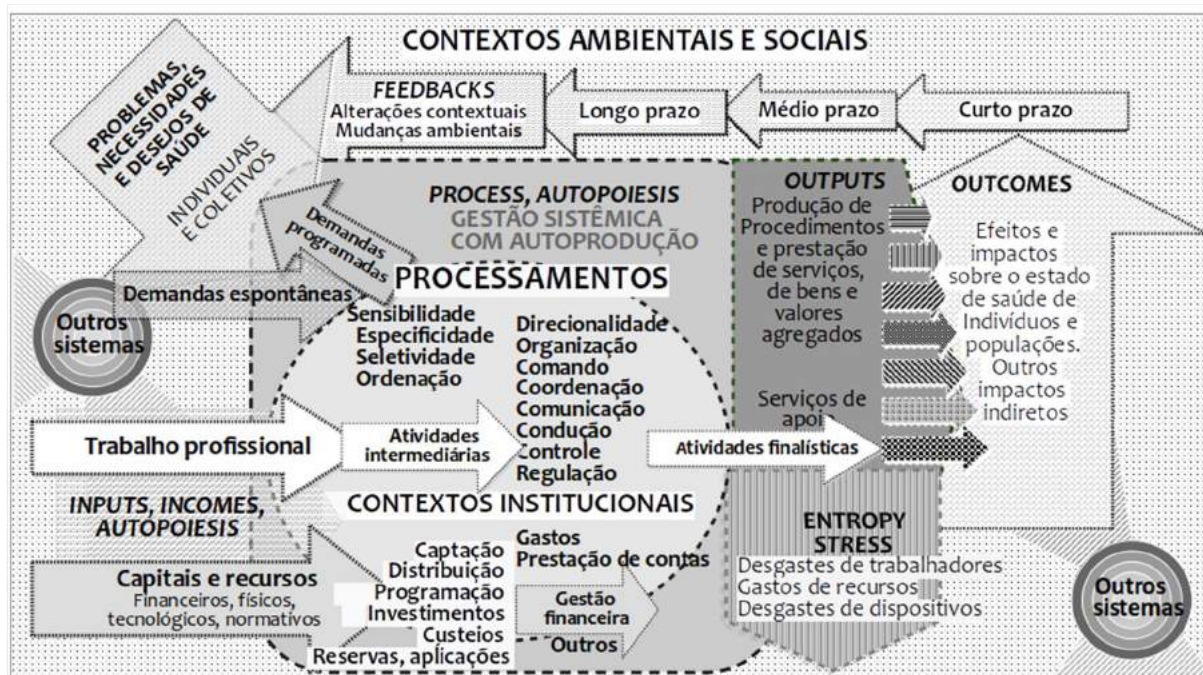 CONTEXTOS AMBIENTAIS E SOCIAIS
PROBLEMAS,
NECESSIDADES
E DESEJOS DE
SAÚDE
INDIVIDUAIS
E COLETIVOS
FEEDBACKS
Alterações contextuais
Mudanças ambientais
Longo prazo
Médio prazo
Curto prazo
PROCESS, AUTOPOIESIS
GESTÃO SISTÊMICA
COM AUTOPRODUÇÃO
Demandas
programadas
Demandas espontâneas
Outros
sistemas
PROCESSAMENTOS
Sensibilidade
Especificidade
Seletividade
Ordenação
Direcionalidade
Organização
Comando
Coordenação
Comunicação
Condução
Controle
Regulação
OUTPUTS
Produção de
Procedimentos
e prestação
de serviços,
de bens e
valores
agregados
Serviços de
apoi
OUTCOMES
Efeitos e
impactos
sobre o estado
de saúde de
Indivíduos e
populações.
Outros
impactos
indiretos
Trabalho profissional
Atividades
intermediárias
Atividades finalísticas
INPUTS, INCOMES,
AUTOPOIESIS
CONTEXTOS INSTITUCIONAIS
Capitais e recursos
Financeiros, físicos,
tecnológicos, normativos
Captação
Distribuição
Programação
Investimentos
Custeios
Reservas, aplicações
Gastos
Prestação de contas
Gestão
financeira
Outros
ENTROPY
STRESS
Desgastes de trabalhadores
Gastos de recursos
Desgastes de dispositivos
Outros
sistemas